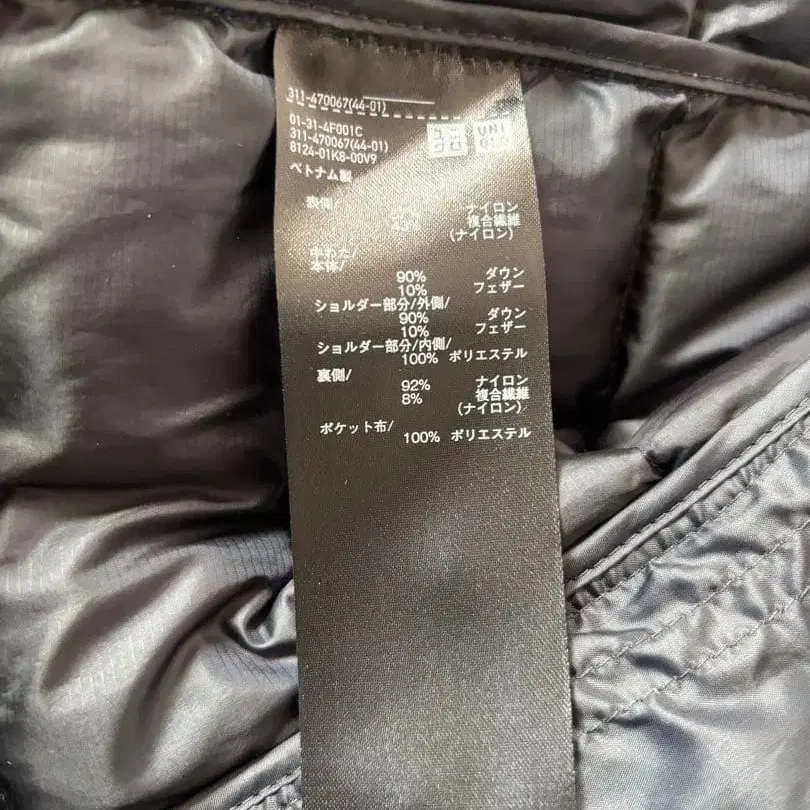 311-470067(44-01)
01-31-4F001C
311-470067(44-01)
8124-01K8-00V9
ユニクロ
UNIQLO
ベトナム製
表側/
ナイロン
複合繊維
(ナイロン)
中わた/
本体/
90% ダウン
10% フェザー
ショルダー部分/外側/
90% ダウン
10% フェザー
ショルダー部分/内側/
100% ポリエステル
裏側/
92% ナイロン
8% 複合繊維
(ナイロン)
ポケット布/
100% ポリエステル